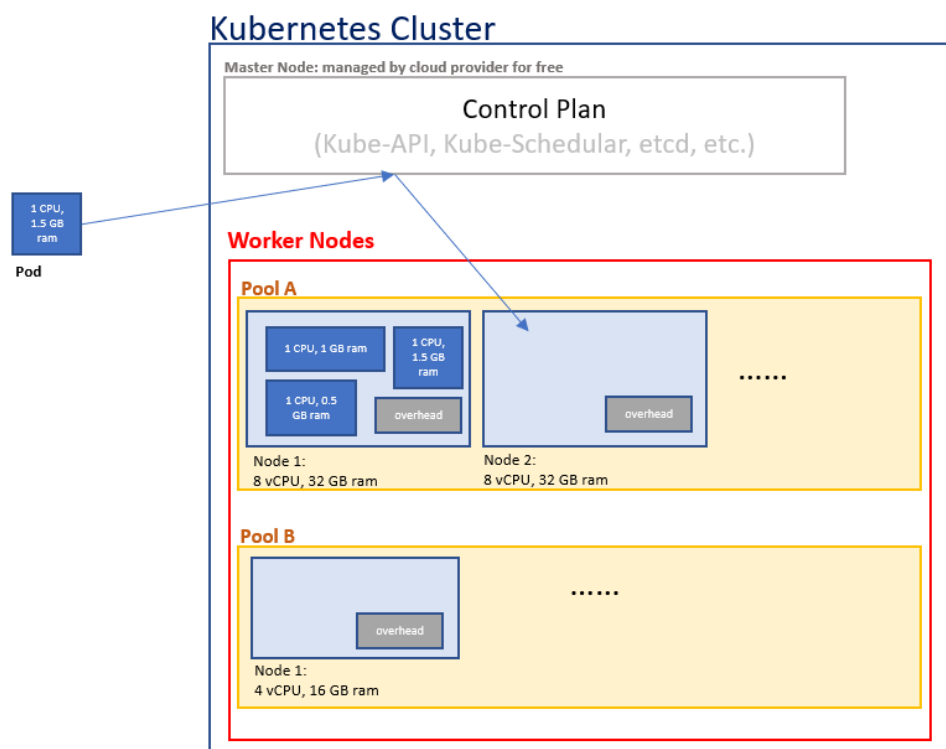 Kubernetes Cluster
Master Node: managed by cloud provider for free
Control Plan
(Kube-API, Kube-Schedular, etcd, etc.)
1 CPU,
1.5 GB
ram
Pod
Worker Nodes
Pool A
1 CPU, 1 GB ram
1 CPU,
1.5 GB
ram
1 CPU, 0.5
GB ram
overhead
Node 1:
8 vCPU, 32 GB ram
overhead
Node 2:
8 vCPU, 32 GB ram
......
Pool B
overhead
Node 1:
4 vCPU, 16 GB ram
......